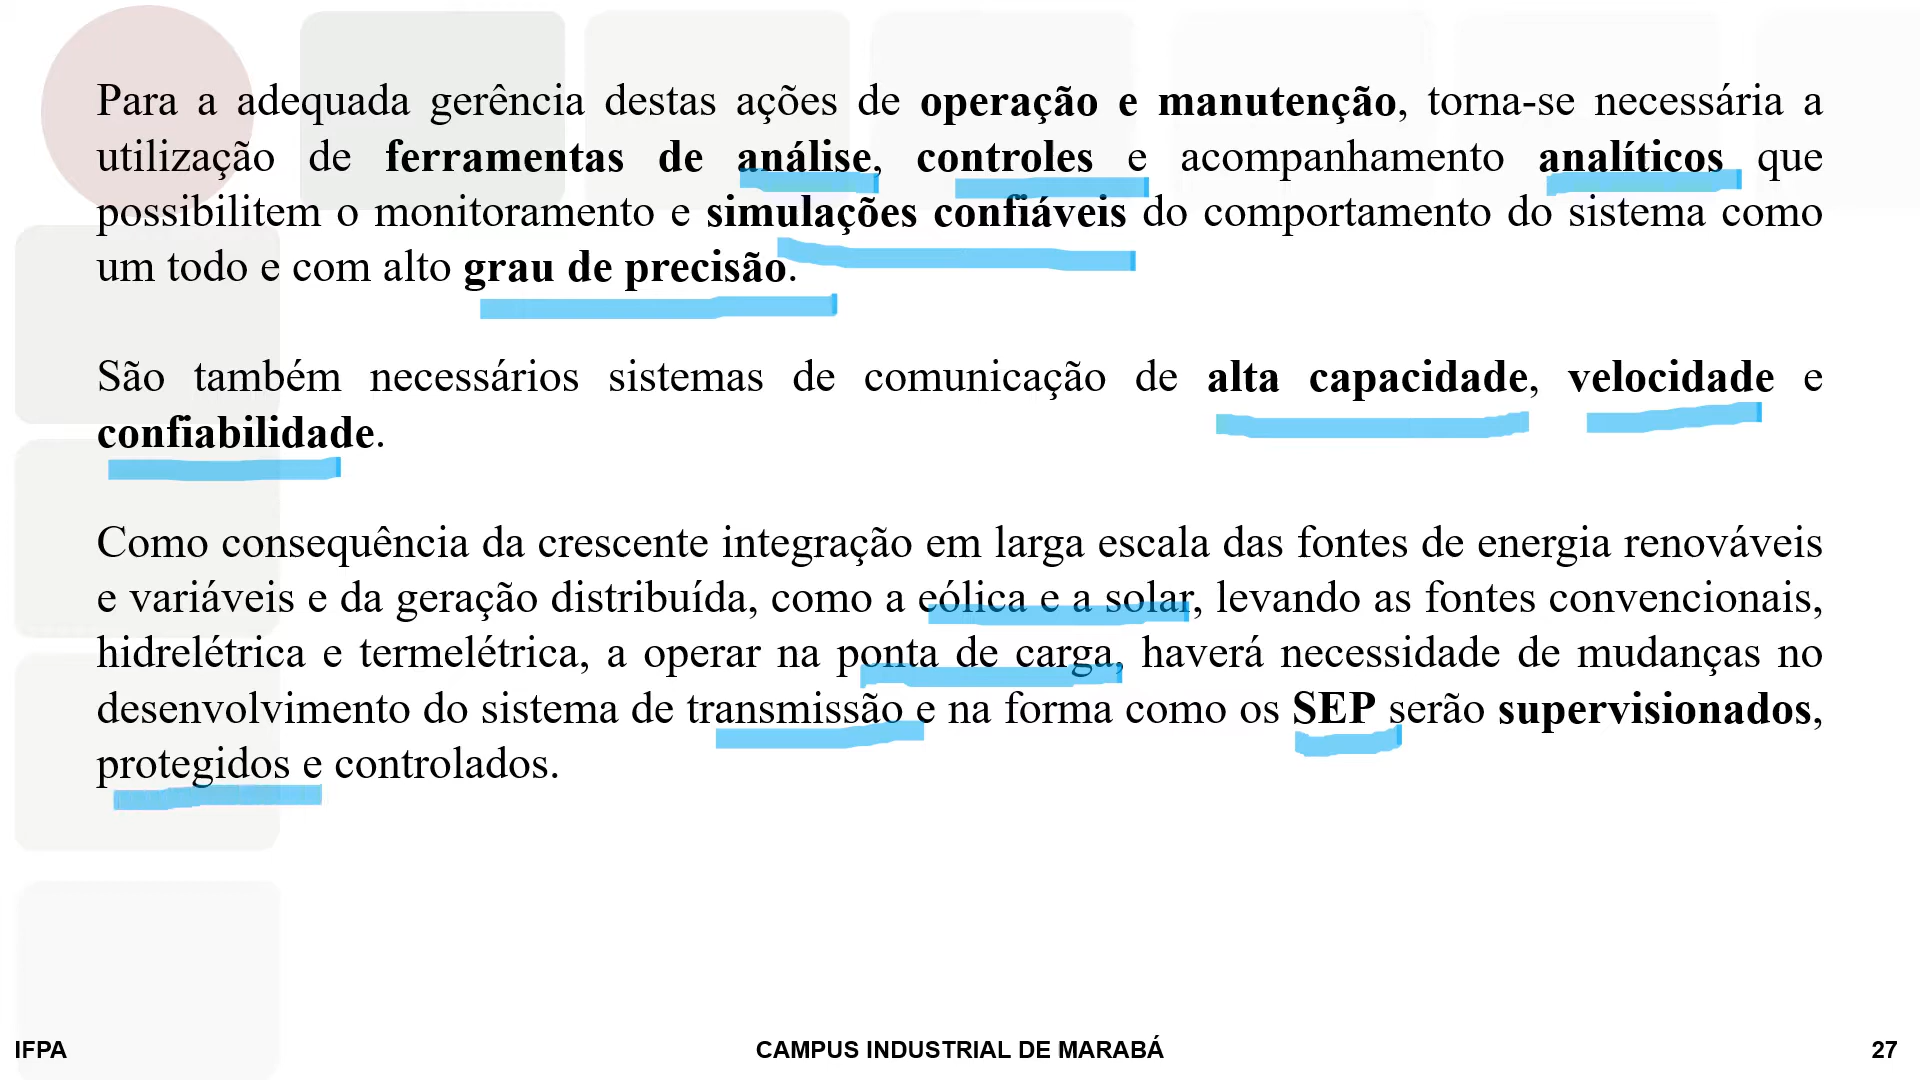 Para a adequada gerência destas ações de operação e manutenção, torna-se necessária a
utilização de ferramentas de análise, controles e acompanhamento analíticos que
possibilitem o monitoramento e simulações confiáveis do comportamento do sistema como
um todo e com alto grau de precisão.
São também necessários sistemas de comunicação de alta capacidade, velocidade e
confiabilidade.
Como consequência da crescente integração em larga escala das fontes de energia renováveis
e variáveis e da geração distribuída, como a eólica e a solar, levando as fontes convencionais,
hidrelétrica e termelétrica, a operar na ponta de carga, haverá necessidade de mudanças no
desenvolvimento do sistema de transmissão e na forma como os SEP serão supervisionados,
protegidos e controlados.
IFPA
CAMPUS INDUSTRIAL DE MARABÁ
27